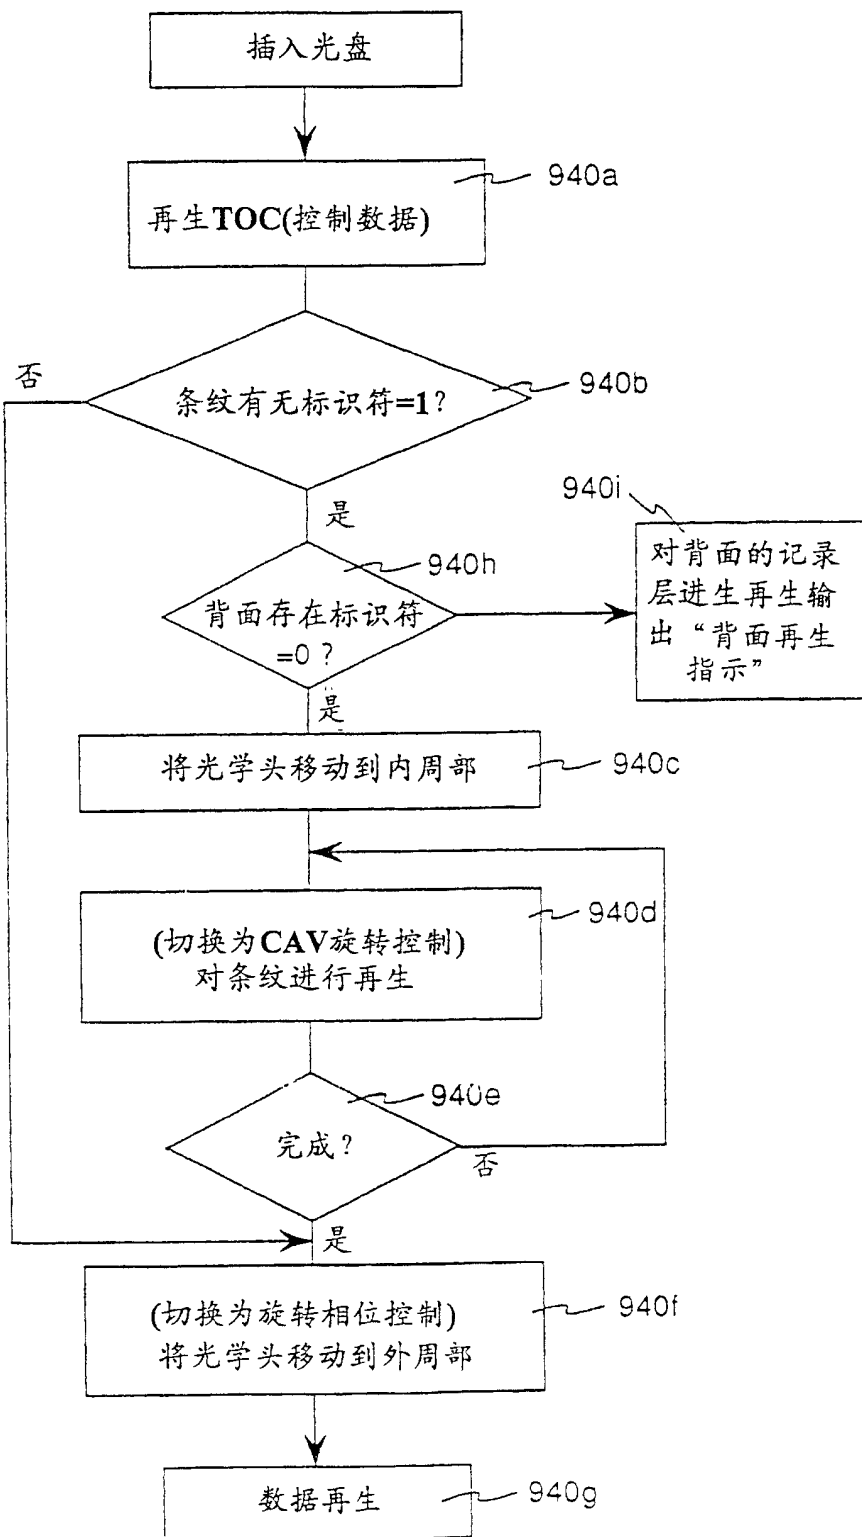 插入光盘
940a
再生TOC(控制数据)
否
940b
条纹有无标识符=1?
是
940i
940h
对背面的记录
层进生再生输
出“背面再生
指示”
背面存在标识符
=0?
是
将光学头移动到内周部
940c
940d
(切换为CAV旋转控制)
对条纹进行再生
940e
完成?
否
是
(切换为旋转相位控制)
940f
将光学头移动到外周部
数据再生
940g